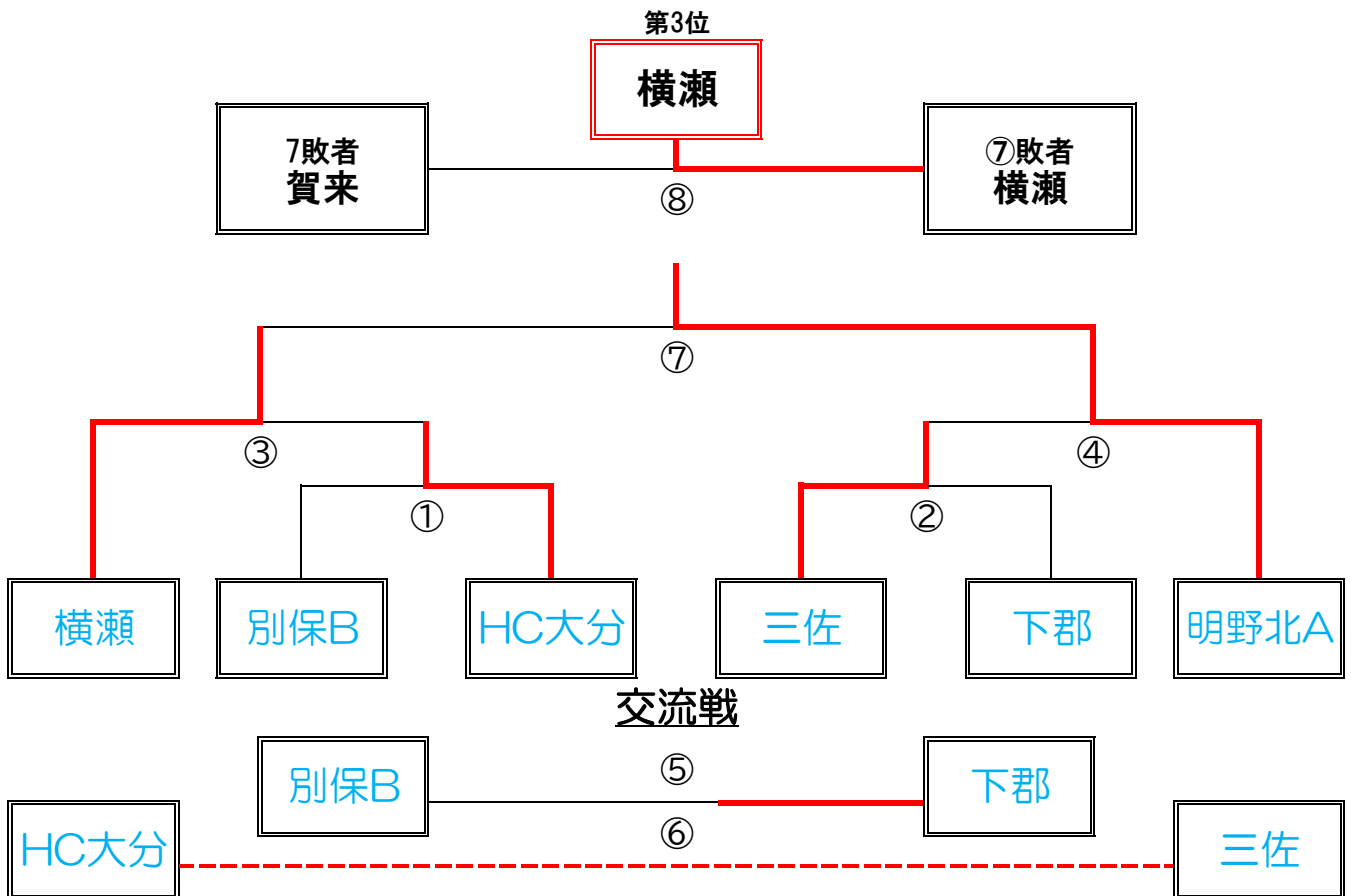 第3位
横瀬
7敗者
賀来
⑦敗者
横瀬
⑧
⑦
③
④
①
②
横瀬
別保B
HC大分
三佐
下郡
明野北A
交流戦
別保B
⑤
下郡
⑥
HC大分
三佐